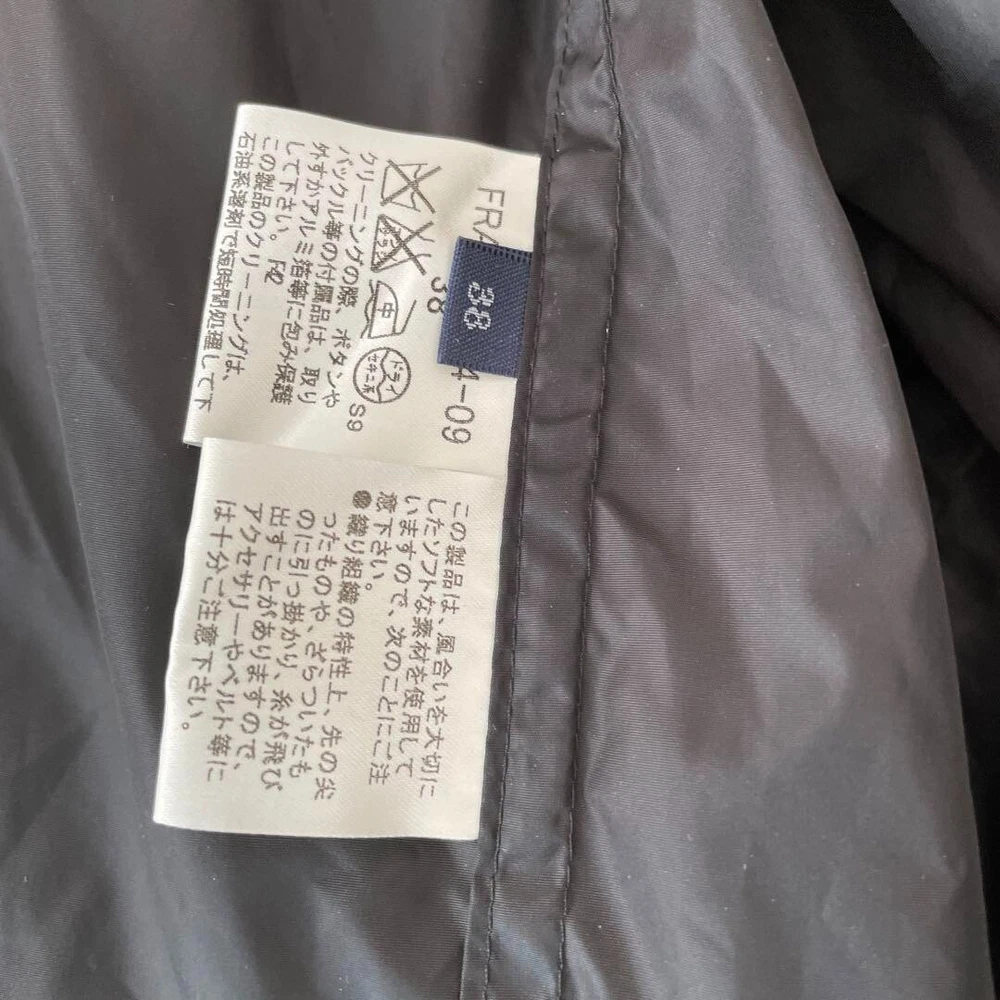 FRA
38
38
4-09
中
ドライ
セキユ系
S9
クリーニングの際、ボタンや
バックル等の付属品は、取り
外すかアルミ箔等に包み保護
して下さい。 F42
この製品のクリーニングは、
石油系溶剤で短時間処理して下
この製品は、風合いを大切に
したソフトな素材を使用して
いますので、次のことにご注
意下さい。
●織り組織の特性上、先の尖
ったものや、ざらついたも
のに引っ掛かり、糸が飛び
出すことがありますので、
アクセサリーやベルト等に
は十分ご注意下さい。